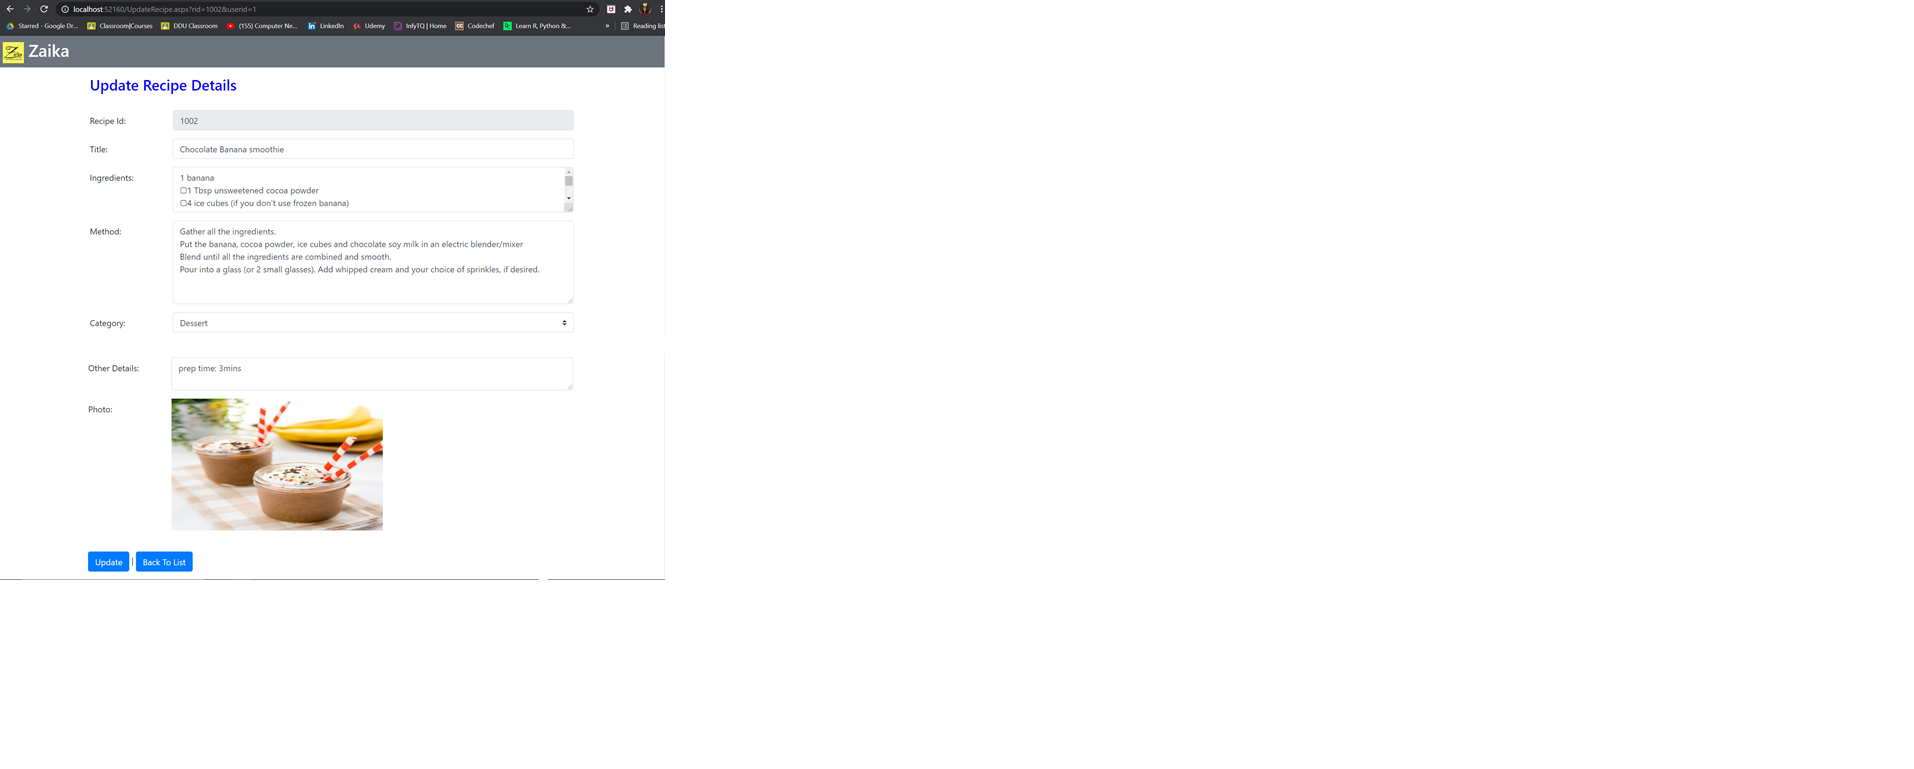 localhost:52160/UpdateRecipe.aspx?rid=1002&userid=1
Starred - Google Dr... Classroom|Courses DDU Classroom (155) Computer Ne... LinkedIn Udemy InfyTQ | Home Codechef Learn R, Python &... » Reading list
Zaika
Update Recipe Details
Recipe Id: 1002
Title: Chocolate Banana smoothie
Ingredients: 1 banana
▢1 Tbsp unsweetened cocoa powder
▢4 ice cubes (if you don't use frozen banana)
Method: Gather all the ingredients.
Put the banana, cocoa powder, ice cubes and chocolate soy milk in an electric blender/mixer
Blend until all the ingredients are combined and smooth.
Pour into a glass (or 2 small glasses). Add whipped cream and your choice of sprinkles, if desired.
Category: Dessert
Other Details: prep time: 3mins
Photo:
Update | Back To List